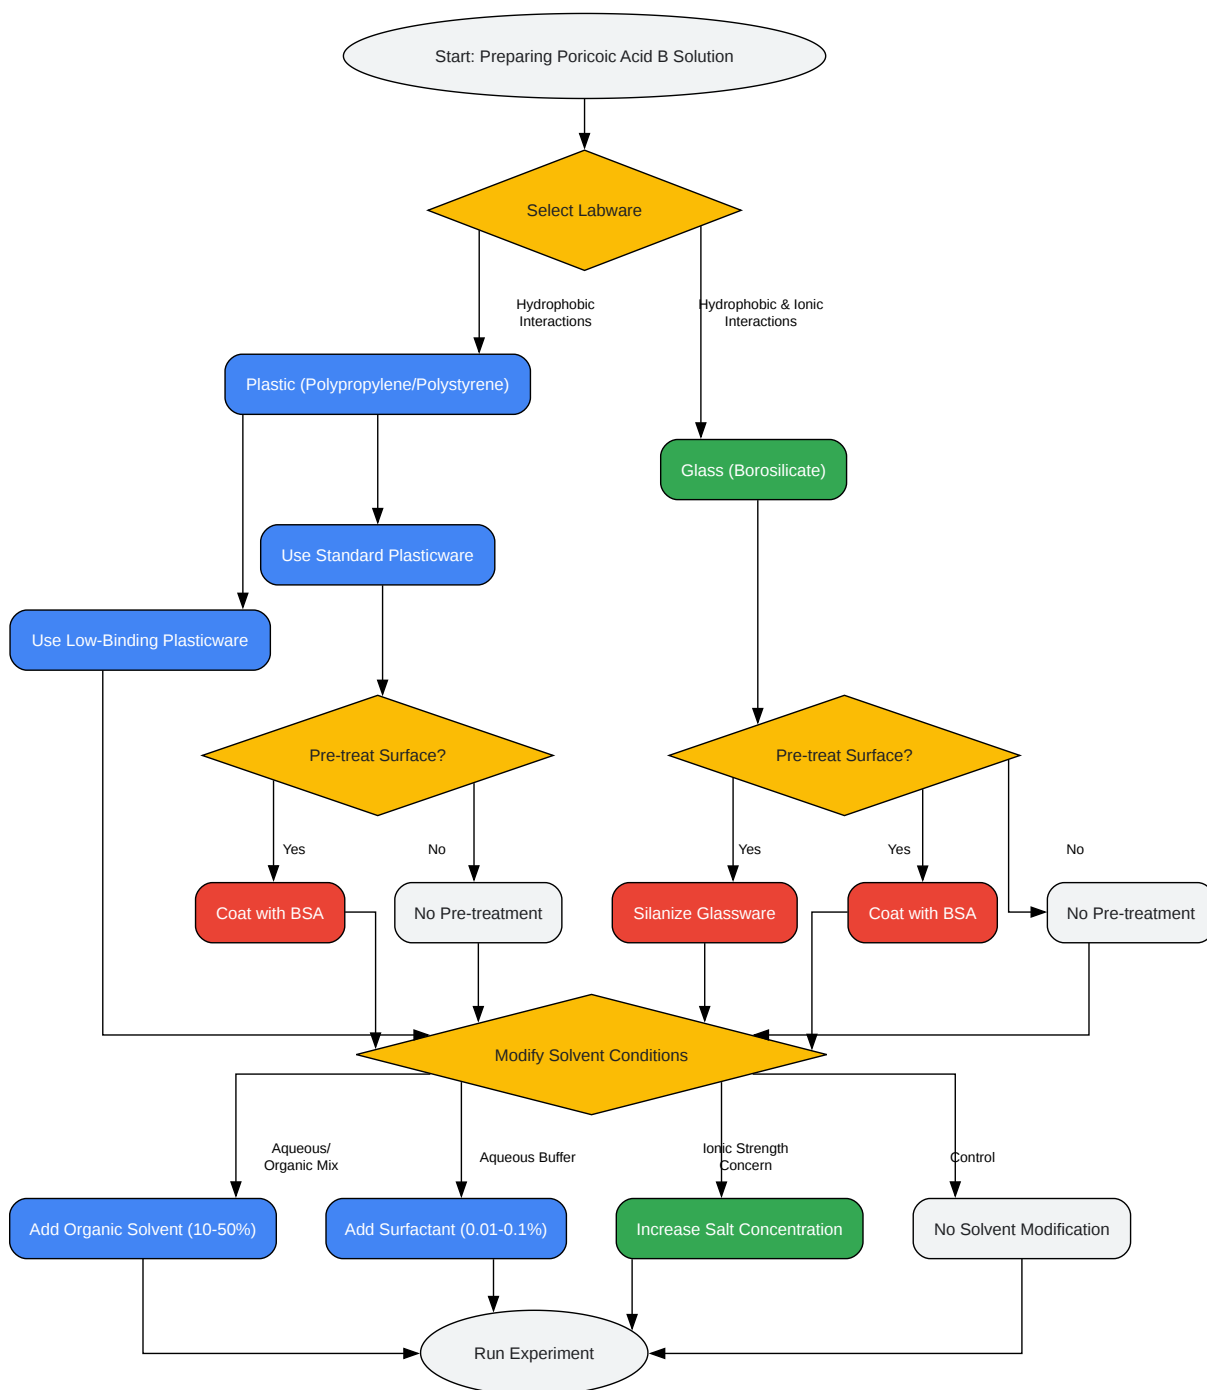 Start: Preparing Poricoic Acid B Solution
Select Labware
Hydrophobic
Interactions
Hydrophobic & Ionic
Interactions
Plastic (Polypropylene/Polystyrene)
Glass (Borosilicate)
Use Standard Plasticware
Use Low-Binding Plasticware
Pre-treat Surface?
Pre-treat Surface?
Yes
No
Yes
Yes
No
Coat with BSA
No Pre-treatment
Silanize Glassware
Coat with BSA
No Pre-treatment
Modify Solvent Conditions
Aqueous/
Organic Mix
Aqueous Buffer
Ionic Strength
Concern
Control
Add Organic Solvent (10-50%)
Add Surfactant (0.01-0.1%)
Increase Salt Concentration
No Solvent Modification
Run Experiment